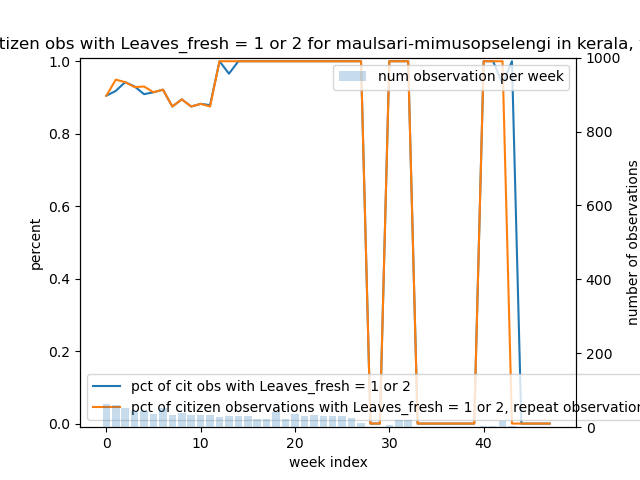 tizen obs with Leaves_fresh = 1 or 2 for maulsari-mimusopselengi in kerala,
num observation per week
percent
1.0
0.8
0.6
0.4
0.2
0.0
1000
800
600
400
200
0
number of observations
pct of cit obs with Leaves_fresh = 1 or 2
pct of citizen observations with Leaves_fresh = 1 or 2, repeat observation
0
10
20
30
40
week index